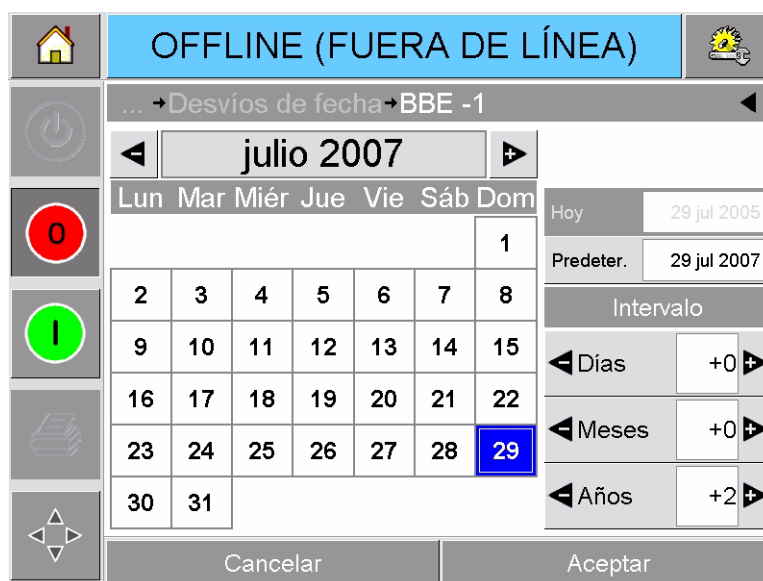 OFFLINE (FUERA DE LÍNEA)
... Desvíos de fecha BBE -1
julio 2007
Lun Mar Miér Jue Vie Sáb Dom
1
2 3 4 5 6 7 8
9 10 11 12 13 14 15
16 17 18 19 20 21 22
23 24 25 26 27 28 29
30 31
Hoy 29 jul 2005
Predeter. 29 jul 2007
Intervalo
Días +0
Meses +0
Años +2
0
I
Cancelar Aceptar